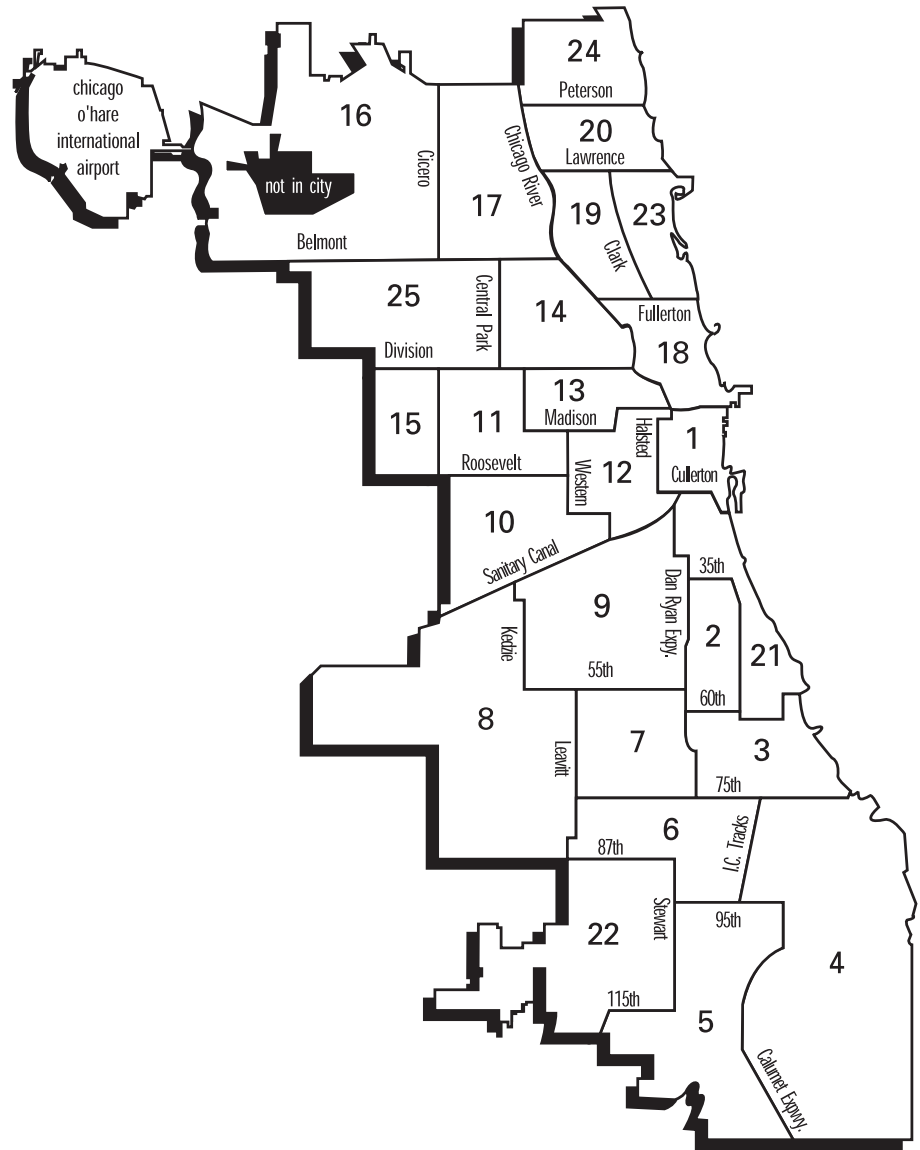 24
Peterson
chicago
o'hare
international
airport
16
20
Lawrence
Chicago River
Cicero
not in city
17
19
23
Clark
Belmont
25
Central Park
14
Fullerton
Division
18
13
Madison
15
11
Halsted
1
Roosevelt
Western
12
Cullerton
10
Sanitary Canal
35th
Dan Ryan Expy.
9
2
Kedzie
21
55th
60th
8
7
3
Leavitt
75th
6
I.C. Tracks
87th
Stewart
95th
22
4
115th
5
Calumet Expwy.